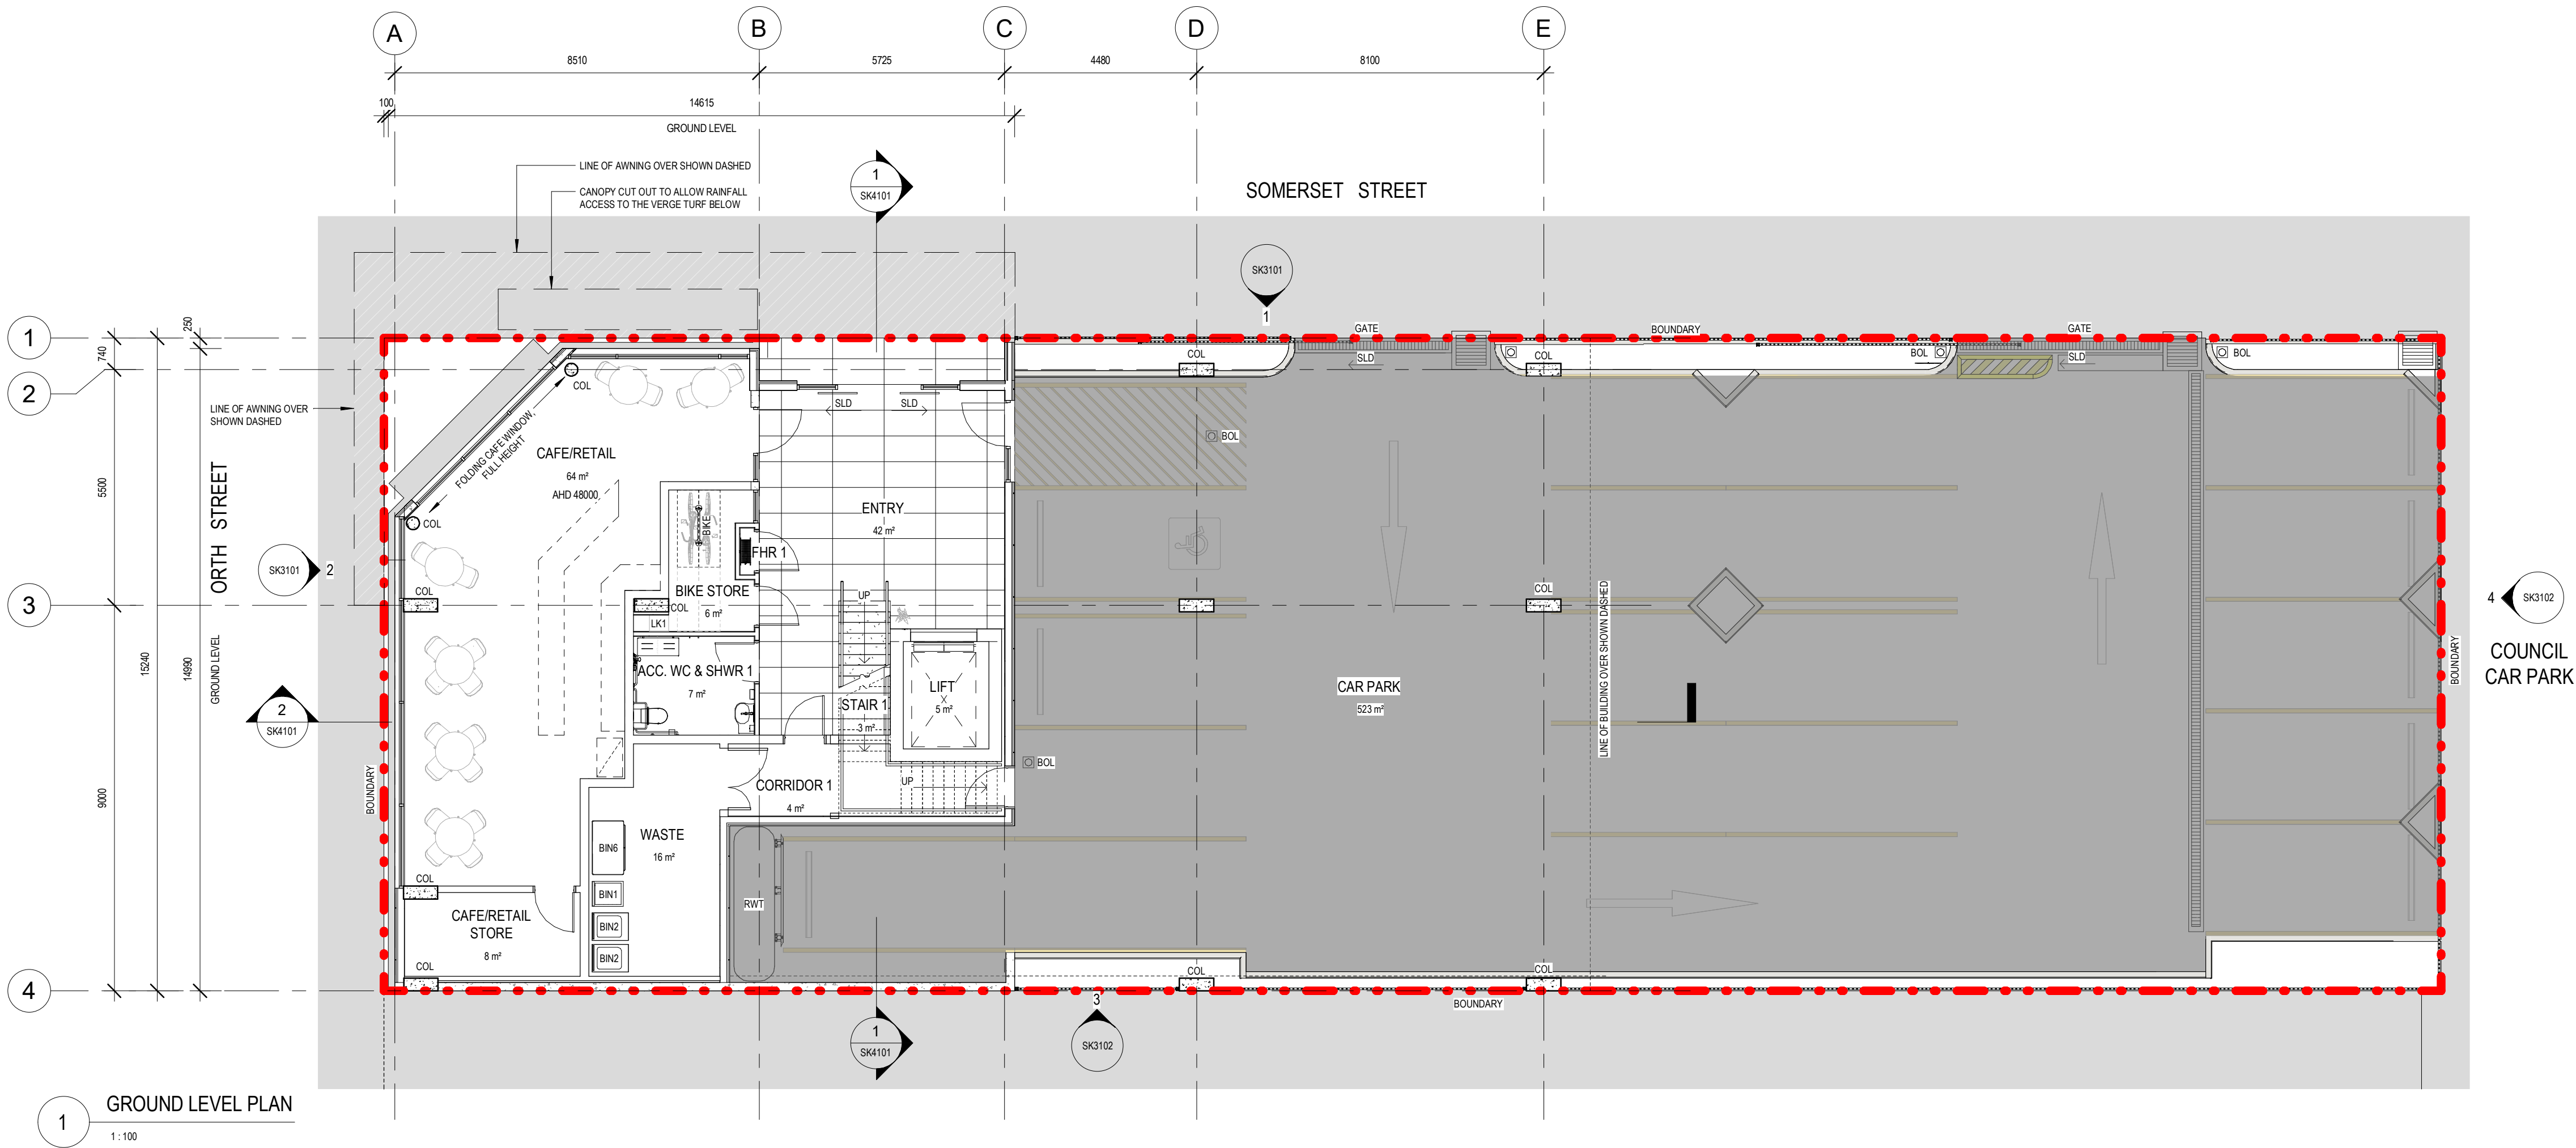 A
B
C
D
E
8510
5725
4480
8100
100
14615
GROUND LEVEL
LINE OF AWNING OVER SHOWN DASHED
CANOPY CUT OUT TO ALLOW RAINFALL
ACCESS TO THE VERGE TURF BELOW
1
SK4101
SOMERSET STREET
SK3101
1
1
2
3
4
250
740
5500
9000
15240
14990
GROUND LEVEL
GATE
BOUNDARY
GATE
COL
SLD
COL
BOL
SLD
BOL
LINE OF AWNING OVER
SHOWN DASHED
ORTH STREET
COL
FOLDING CAFE WINDOW,
FULL HEIGHT
COL
CAFE/RETAIL
64 m²
AHD 48000
SLD
SLD
BOL
ENTRY
42 m²
BIKE
FHR 1
BIKE STORE
6 m²
COL
COL
LK1
UP
SK3101
2
COL
LINE OF BUILDING OVER SHOWN DASHED
4
SK3102
COUNCIL
CAR PARK
BOUNDARY
ACC. WC & SHWR 1
7 m²
LIFT
5 m²
STAIR 1
3 m²
CAR PARK
523 m²
2
SK4101
BOUNDARY
BOL
UP
CORRIDOR 1
4 m²
WASTE
16 m²
BIN6
BIN1
BIN2
BIN2
RWT
COL
CAFE/RETAIL
STORE
8 m²
COL
COL
COL
BOUNDARY
3
SK3102
1
SK4101
1
GROUND LEVEL PLAN
1 : 100